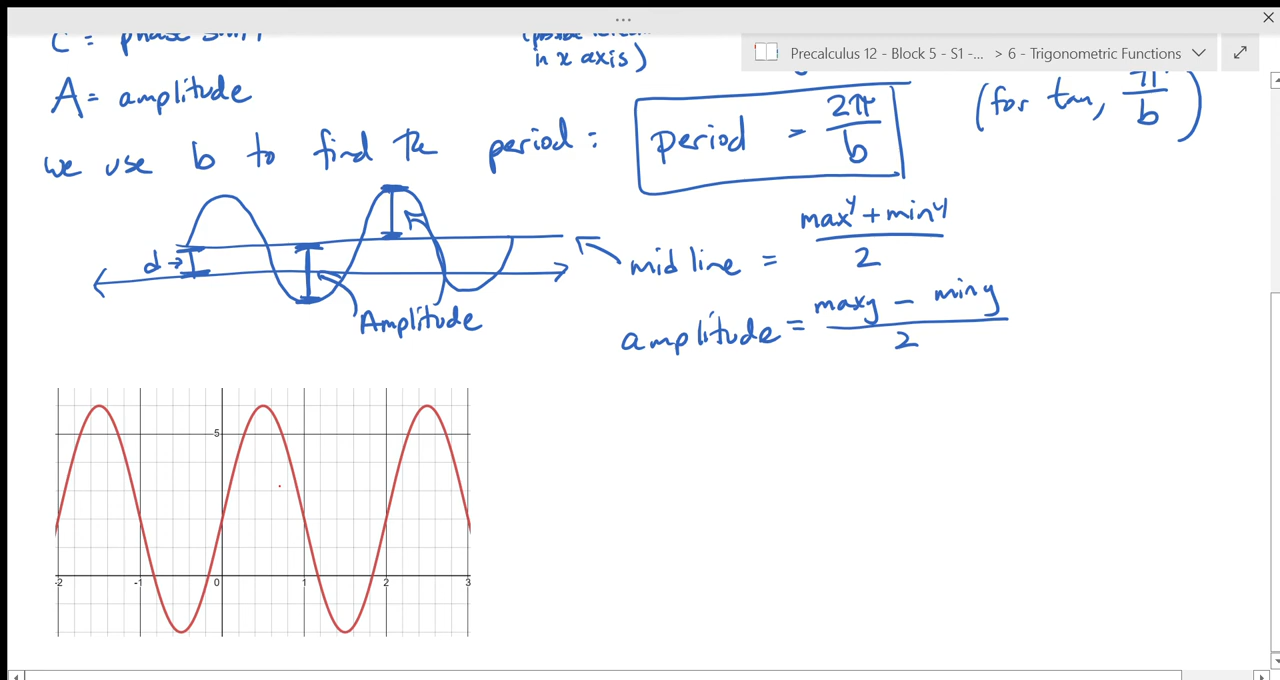 ...
Precalculus 12 - Block 5 - S1 -... > 6 - Trigonometric Functions
C = phase shift
in x axis)
A = amplitude
(for tan, π/b)
we use b to find the period : period = 2π/b
d →
mid line = max y + min y / 2
Amplitude
amplitude = max y - min y / 2
5
-2 -1 0 1 2 3